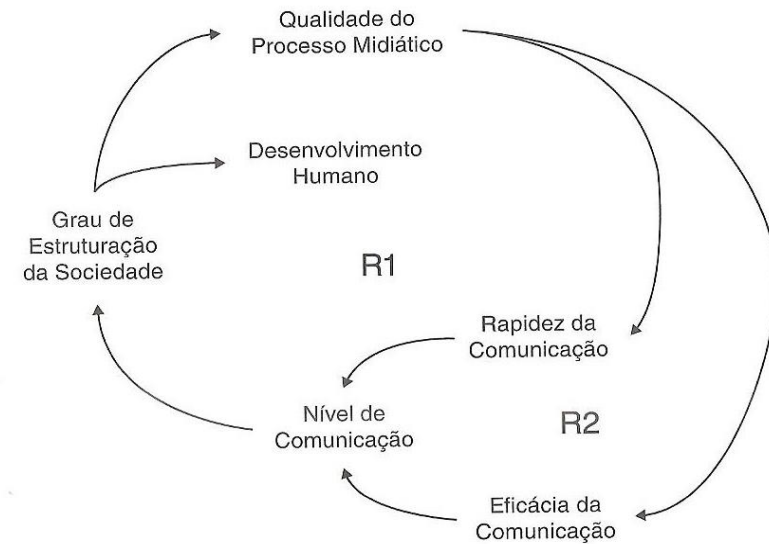 Qualidade do
Processo Midiático
Desenvolvimento
Humano
Grau de
Estruturação
da Sociedade
R1
Rapidez da
Comunicação
Nível de
Comunicação
R2
Eficácia da
Comunicação